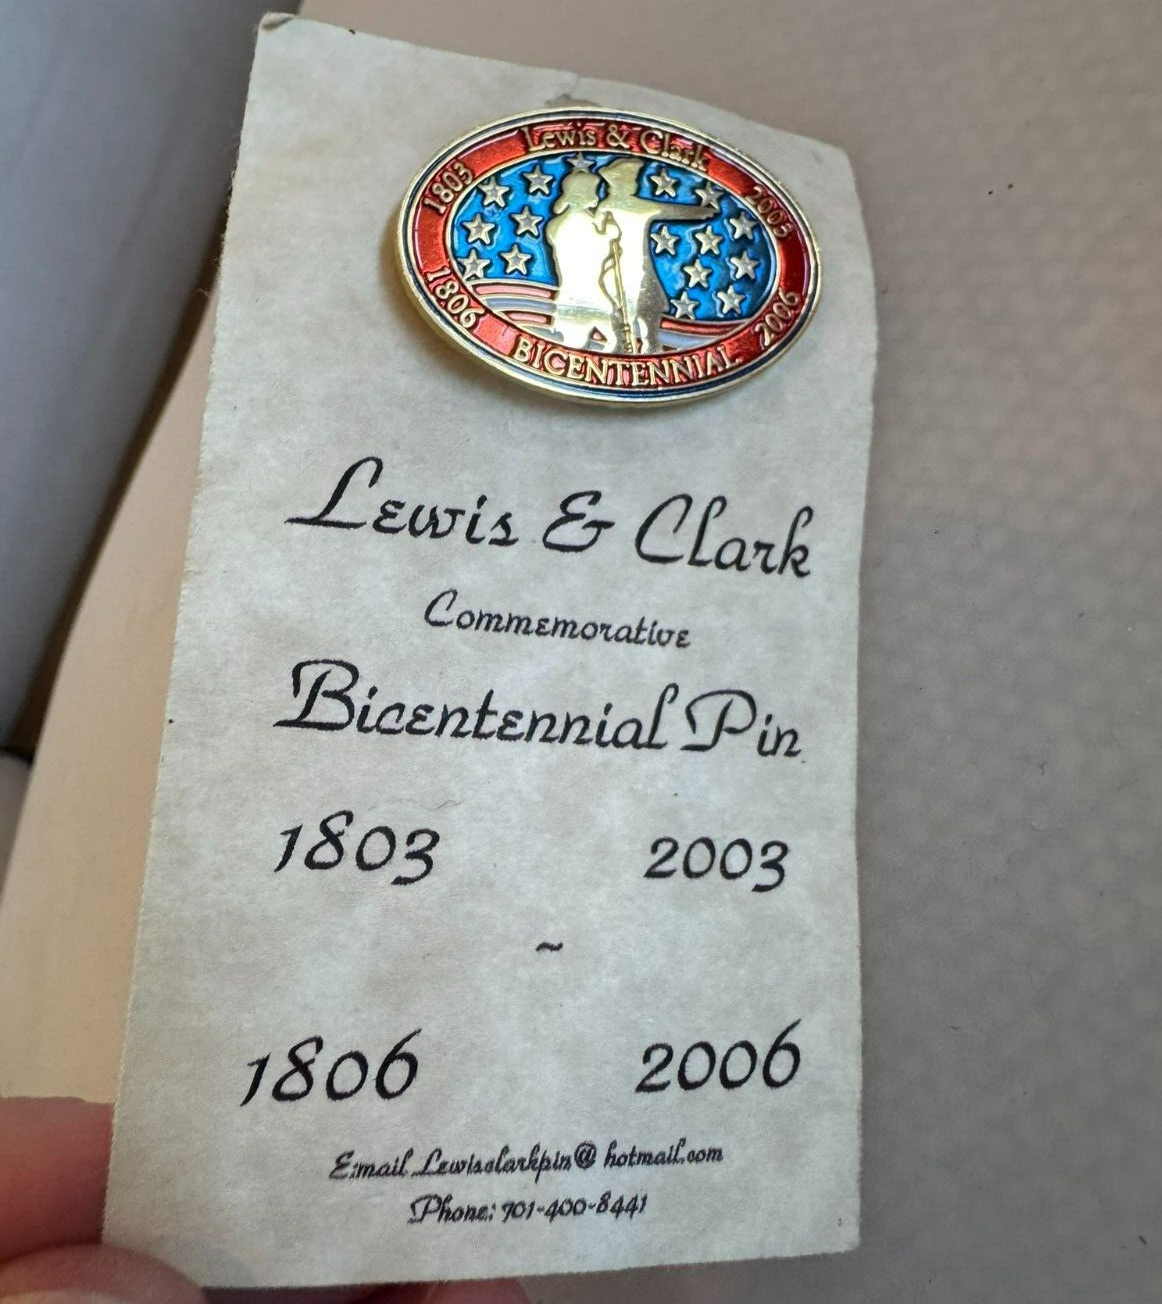 Lewis & Clark
1803 2003
1806 2006
BICENTENNIAL
Lewis & Clark
Commemorative
Bicentennial Pin
1803 2003
~
1806 2006
E:mail Lewisclarkpin@hotmail.com
Phone: 701-400-8441